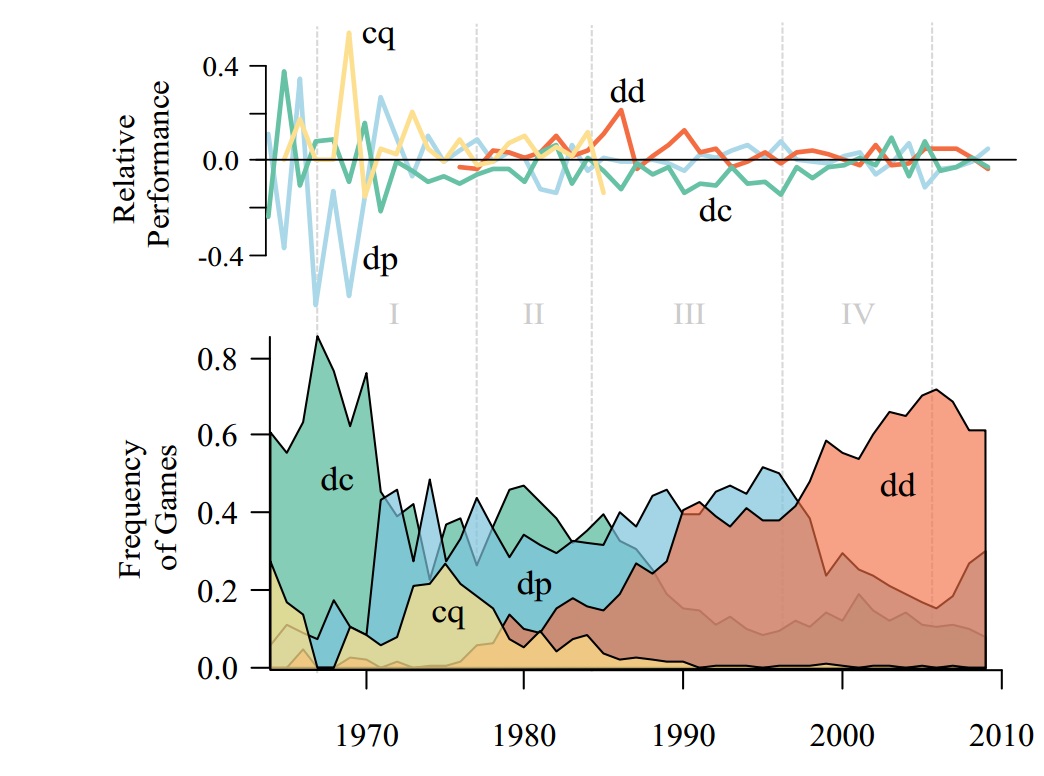 cq
0.4
dd
Relative
Performance
0.0
dc
-0.4
dp
I
II
III
IV
0.8
0.6
Frequency
of Games
dc
dd
0.4
dp
0.2
cq
0.0
1970
1980
1990
2000
2010